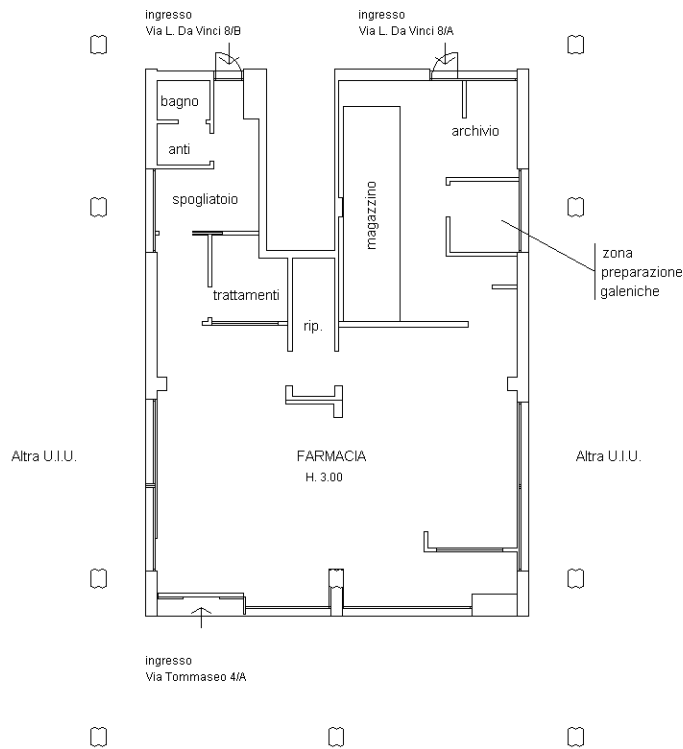 ingresso
Via L. Da Vinci 8/B
ingresso
Via L. Da Vinci 8/A
bagno
archivio
anti
magazzino
spogliatoio
zona
preparazione
galeniche
trattamenti
rip.
Altra U.I.U.
FARMACIA
H. 3.00
Altra U.I.U.
ingresso
Via Tommaseo 4/A